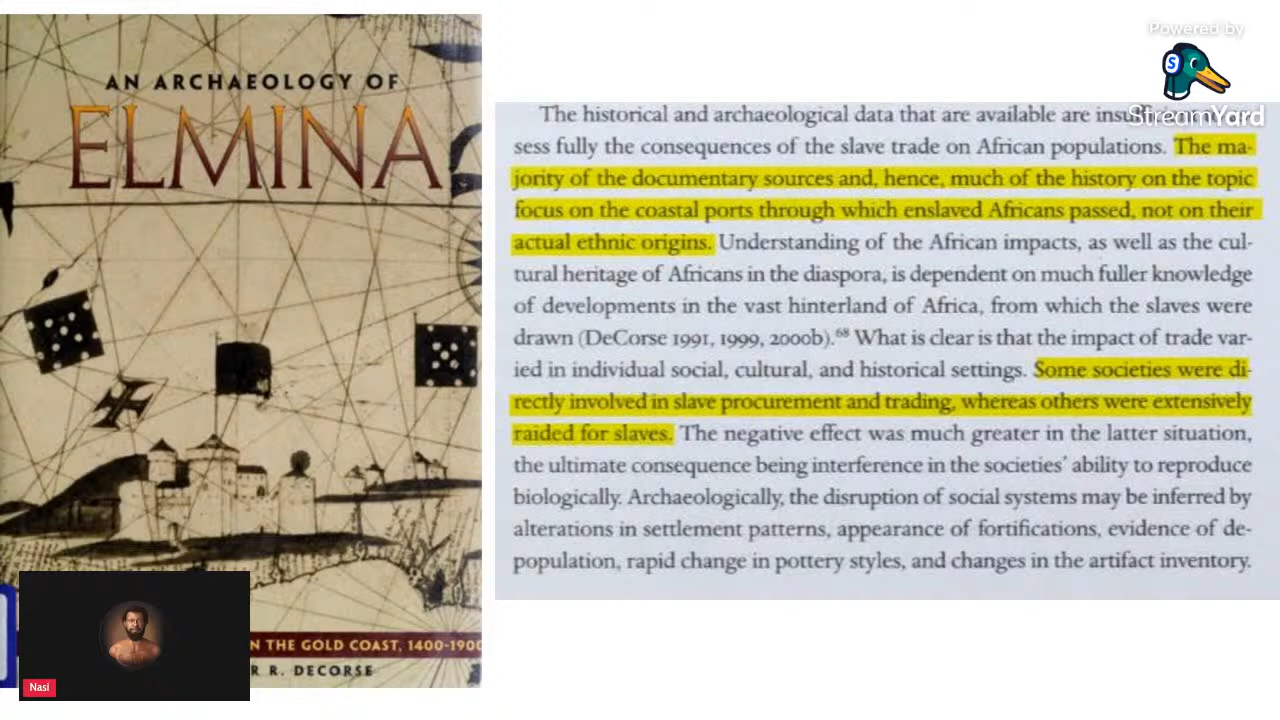 Powered by
StreamYard
AN ARCHAEOLOGY OF
ELMINA
N THE GOLD COAST, 1400-1900
R R. DECORSE
Nasi
The historical and archaeological data that are available are
sess fully the consequences of the slave trade on African populations. The ma-
jority of the documentary sources and, hence, much of the history on the topic
focus on the coastal ports through which enslaved Africans passed, not on their
actual ethnic origins. Understanding of the African impacts, as well as the cul-
tural heritage of Africans in the diaspora, is dependent on much fuller knowledge
of developments in the vast hinterland of Africa, from which the slaves were
drawn (DeCorse 1991, 1999, 2000b).⁶⁸ What is clear is that the impact of trade var-
ied in individual social, cultural, and historical settings. Some societies were di-
rectly involved in slave procurement and trading, whereas others were extensively
raided for slaves. The negative effect was much greater in the latter situation,
the ultimate consequence being interference in the societies' ability to reproduce
biologically. Archaeologically, the disruption of social systems may be inferred by
alterations in settlement patterns, appearance of fortifications, evidence of de-
population, rapid change in pottery styles, and changes in the artifact inventory.